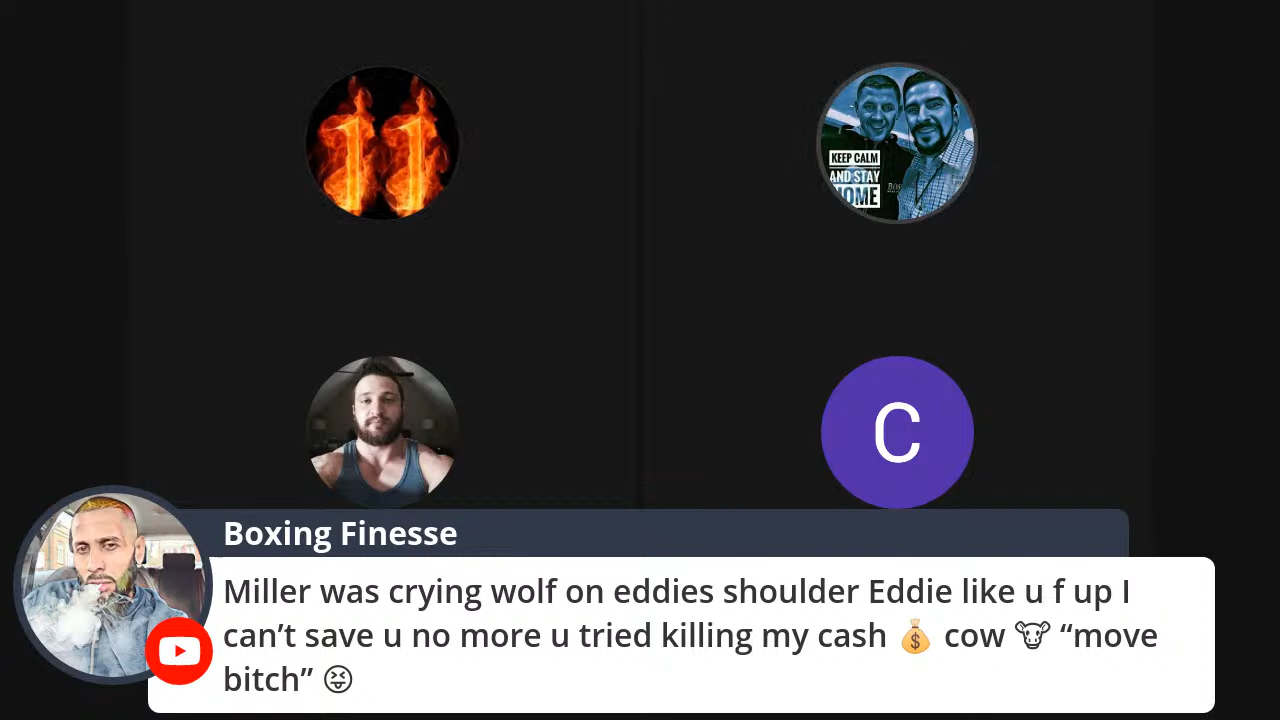 11
KEEP CALM
AND STAY
HOME
C
Boxing Finesse
Miller was crying wolf on eddies shoulder Eddie like u f up I
can’t save u no more u tried killing my cash 💰 cow 🐮 “move
bitch” 😝